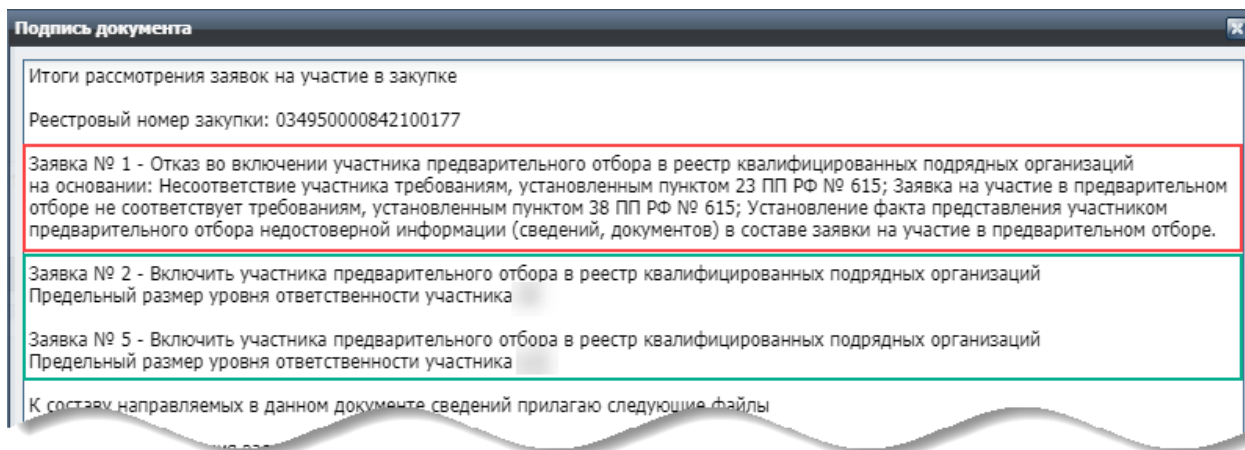 Подпись документа
Итоги рассмотрения заявок на участие в закупке
Реестровый номер закупки: 034950000842100177
Заявка № 1 - Отказ во включении участника предварительного отбора в реестр квалифицированных подрядных организаций
на основании: Несоответствие участника требованиям, установленным пунктом 23 ПП РФ № 615; Заявка на участие в предварительном
отборе не соответствует требованиям, установленным пунктом 38 ПП РФ № 615; Установление факта представления участником
предварительного отбора недостоверной информации (сведений, документов) в составе заявки на участие в предварительном отборе.
Заявка № 2 - Включить участника предварительного отбора в реестр квалифицированных подрядных организаций
Предельный размер уровня ответственности участника
Заявка № 5 - Включить участника предварительного отбора в реестр квалифицированных подрядных организаций
Предельный размер уровня ответственности участника
К составу направляемых в данном документе сведений прилагаю следующие файлы